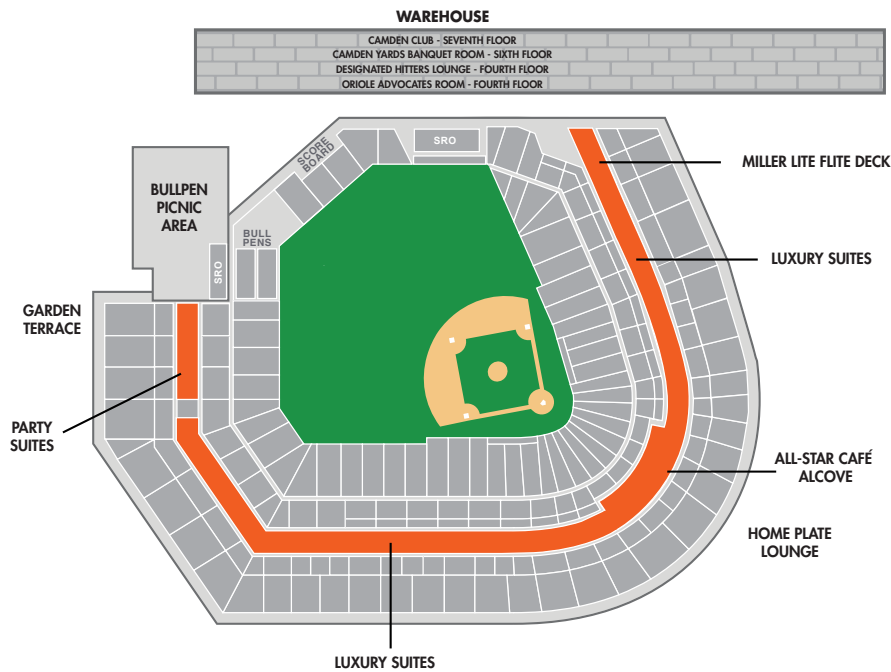 WAREHOUSE
CAMDEN CLUB - SEVENTH FLOOR
CAMDEN YARDS BANQUET ROOM - SIXTH FLOOR
DESIGNATED HITTERS LOUNGE - FOURTH FLOOR
ORIOLE ADVOCATES ROOM - FOURTH FLOOR
SCORE
BOARD
SRO
MILLER LITE FLITE DECK
BULLPEN
PICNIC
AREA
BULL
PENS
SRO
LUXURY SUITES
GARDEN
TERRACE
PARTY
SUITES
ALL-STAR CAFÉ
ALCOVE
HOME PLATE
LOUNGE
LUXURY SUITES